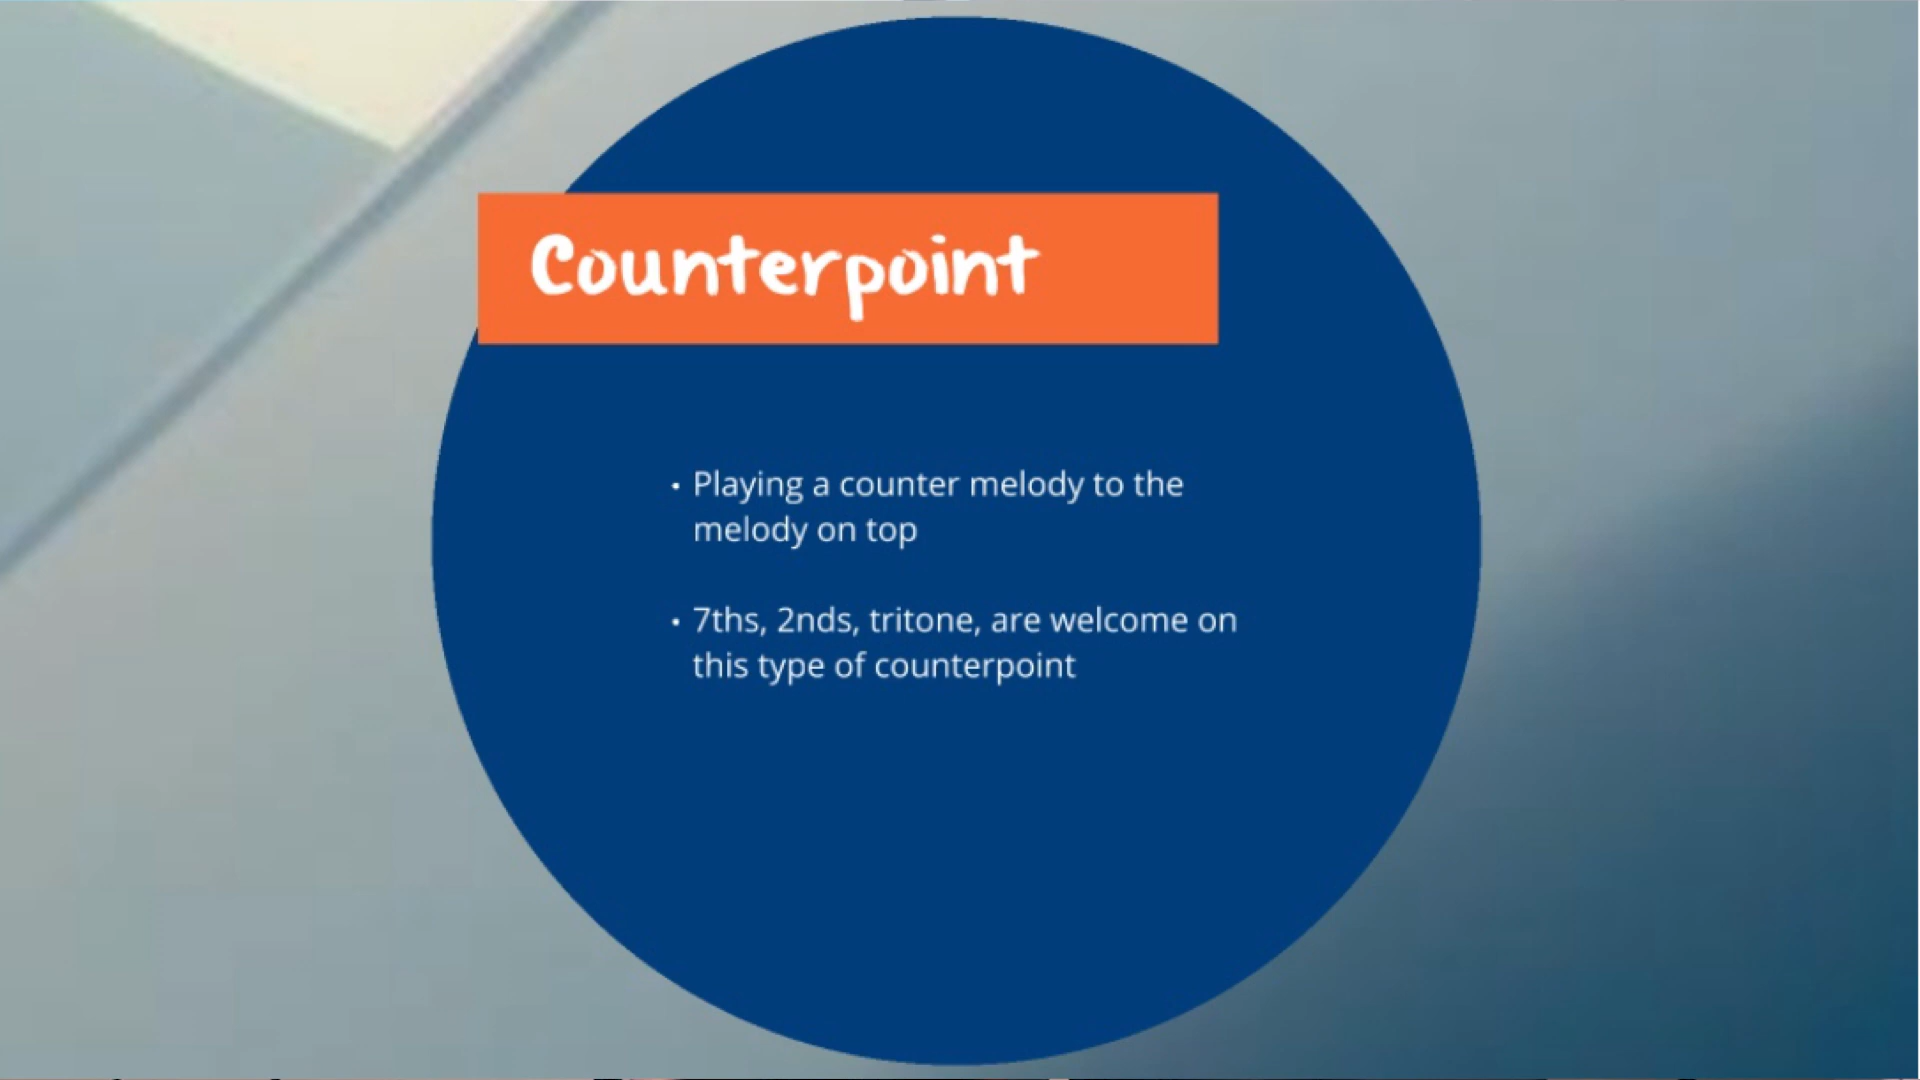 Counterpoint
• Playing a counter melody to the
melody on top
• 7ths, 2nds, tritone, are welcome on
this type of counterpoint